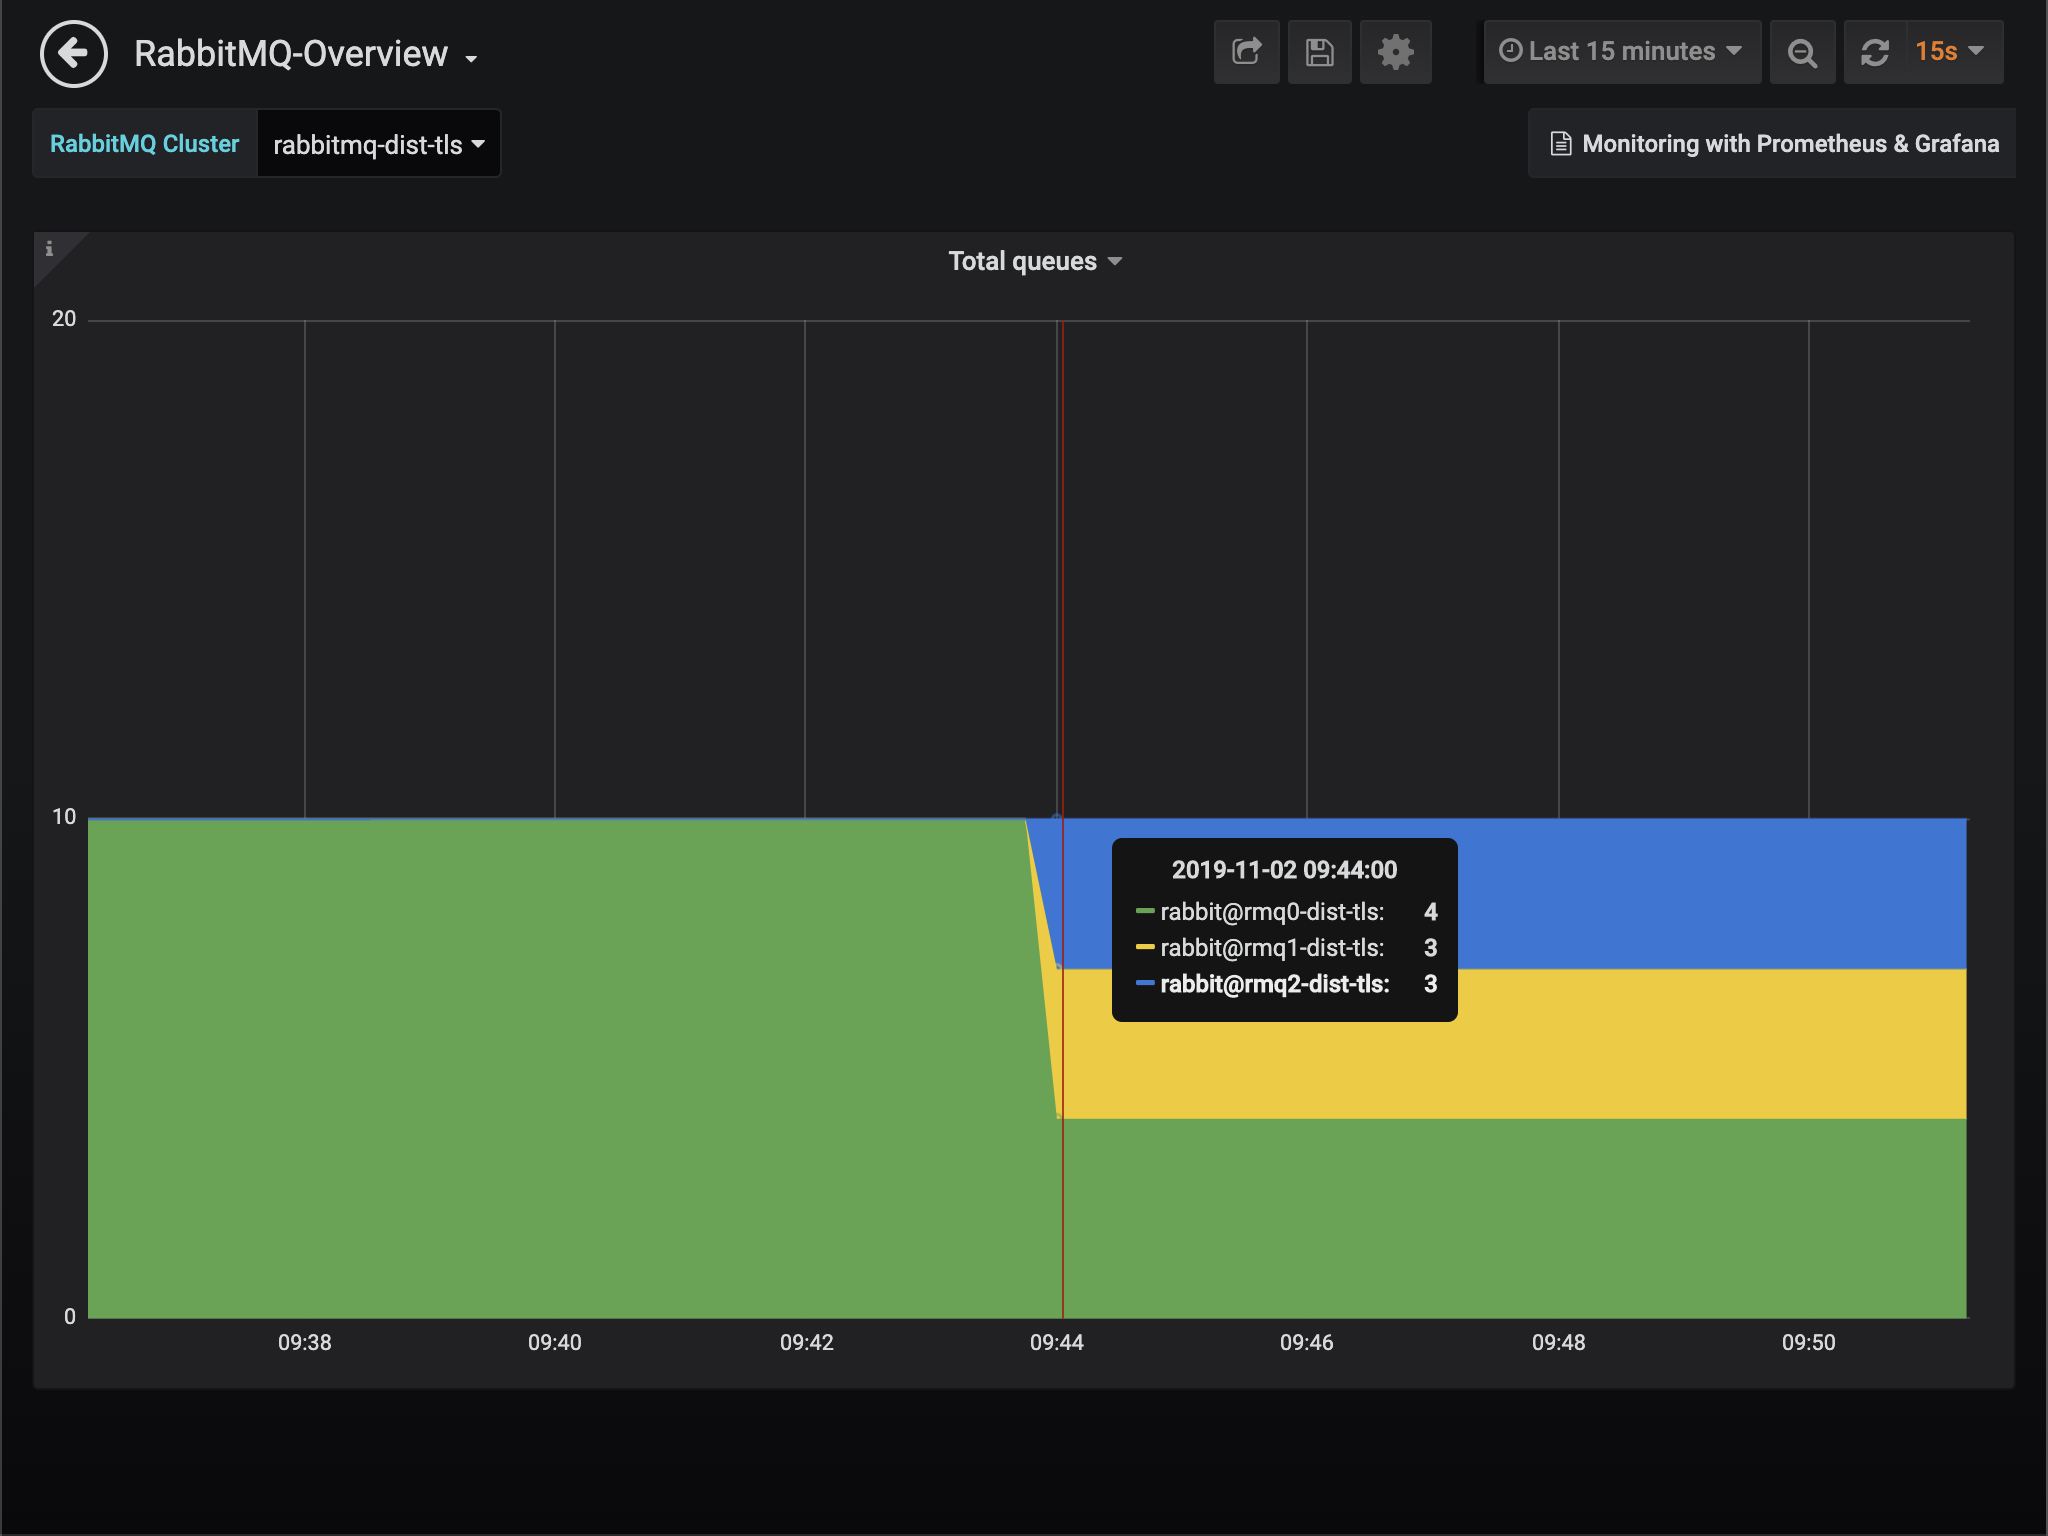 RabbitMQ-Overview
Last 15 minutes
15s
RabbitMQ Cluster
rabbitmq-dist-tls
Monitoring with Prometheus & Grafana
i
Total queues
20
10
0
2019-11-02 09:44:00
rabbit@rmq0-dist-tls: 4
rabbit@rmq1-dist-tls: 3
rabbit@rmq2-dist-tls: 3
09:38 09:40 09:42 09:44 09:46 09:48 09:50